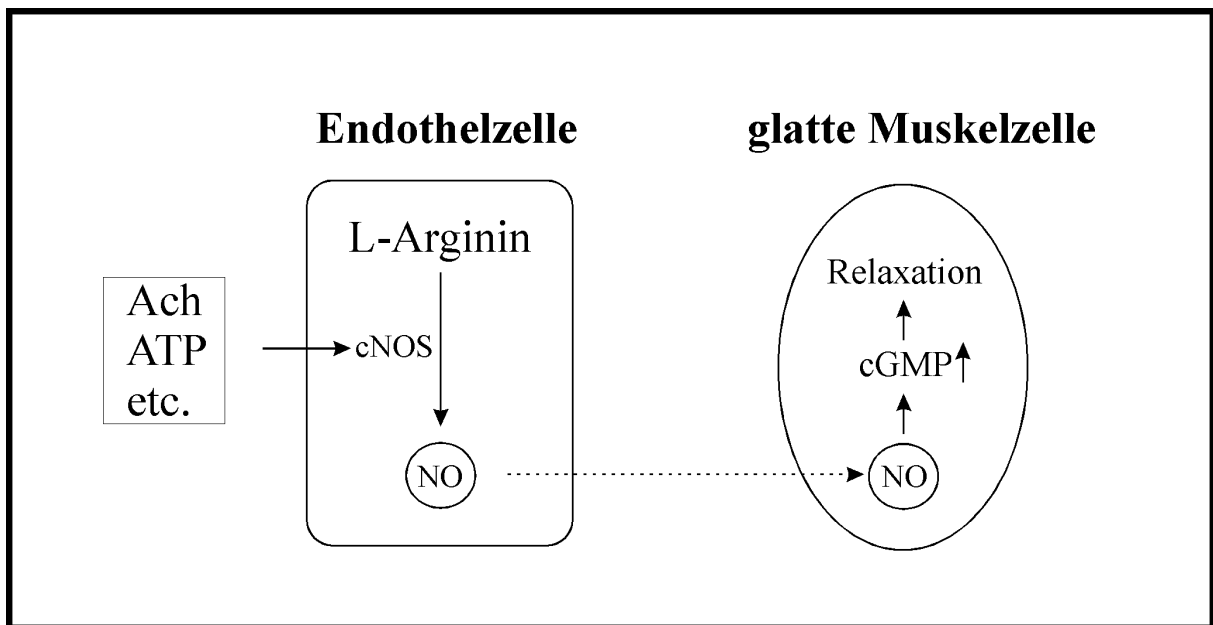 Endothelzelle
glatte Muskelzelle
L-Arginin
Ach
ATP
etc.
cNOS
NO
Relaxation
cGMP
NO